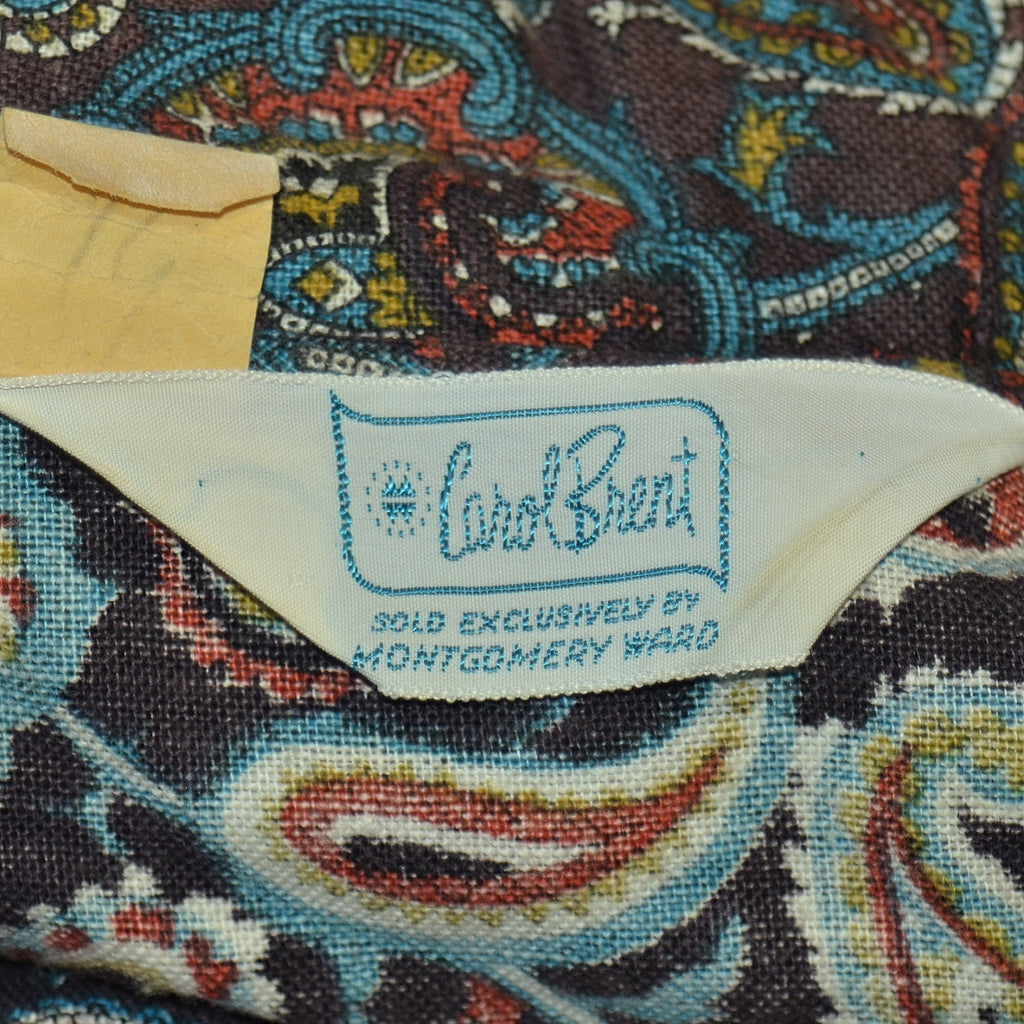 Carol Brent
SOLD EXCLUSIVELY BY
MONTGOMERY WARD